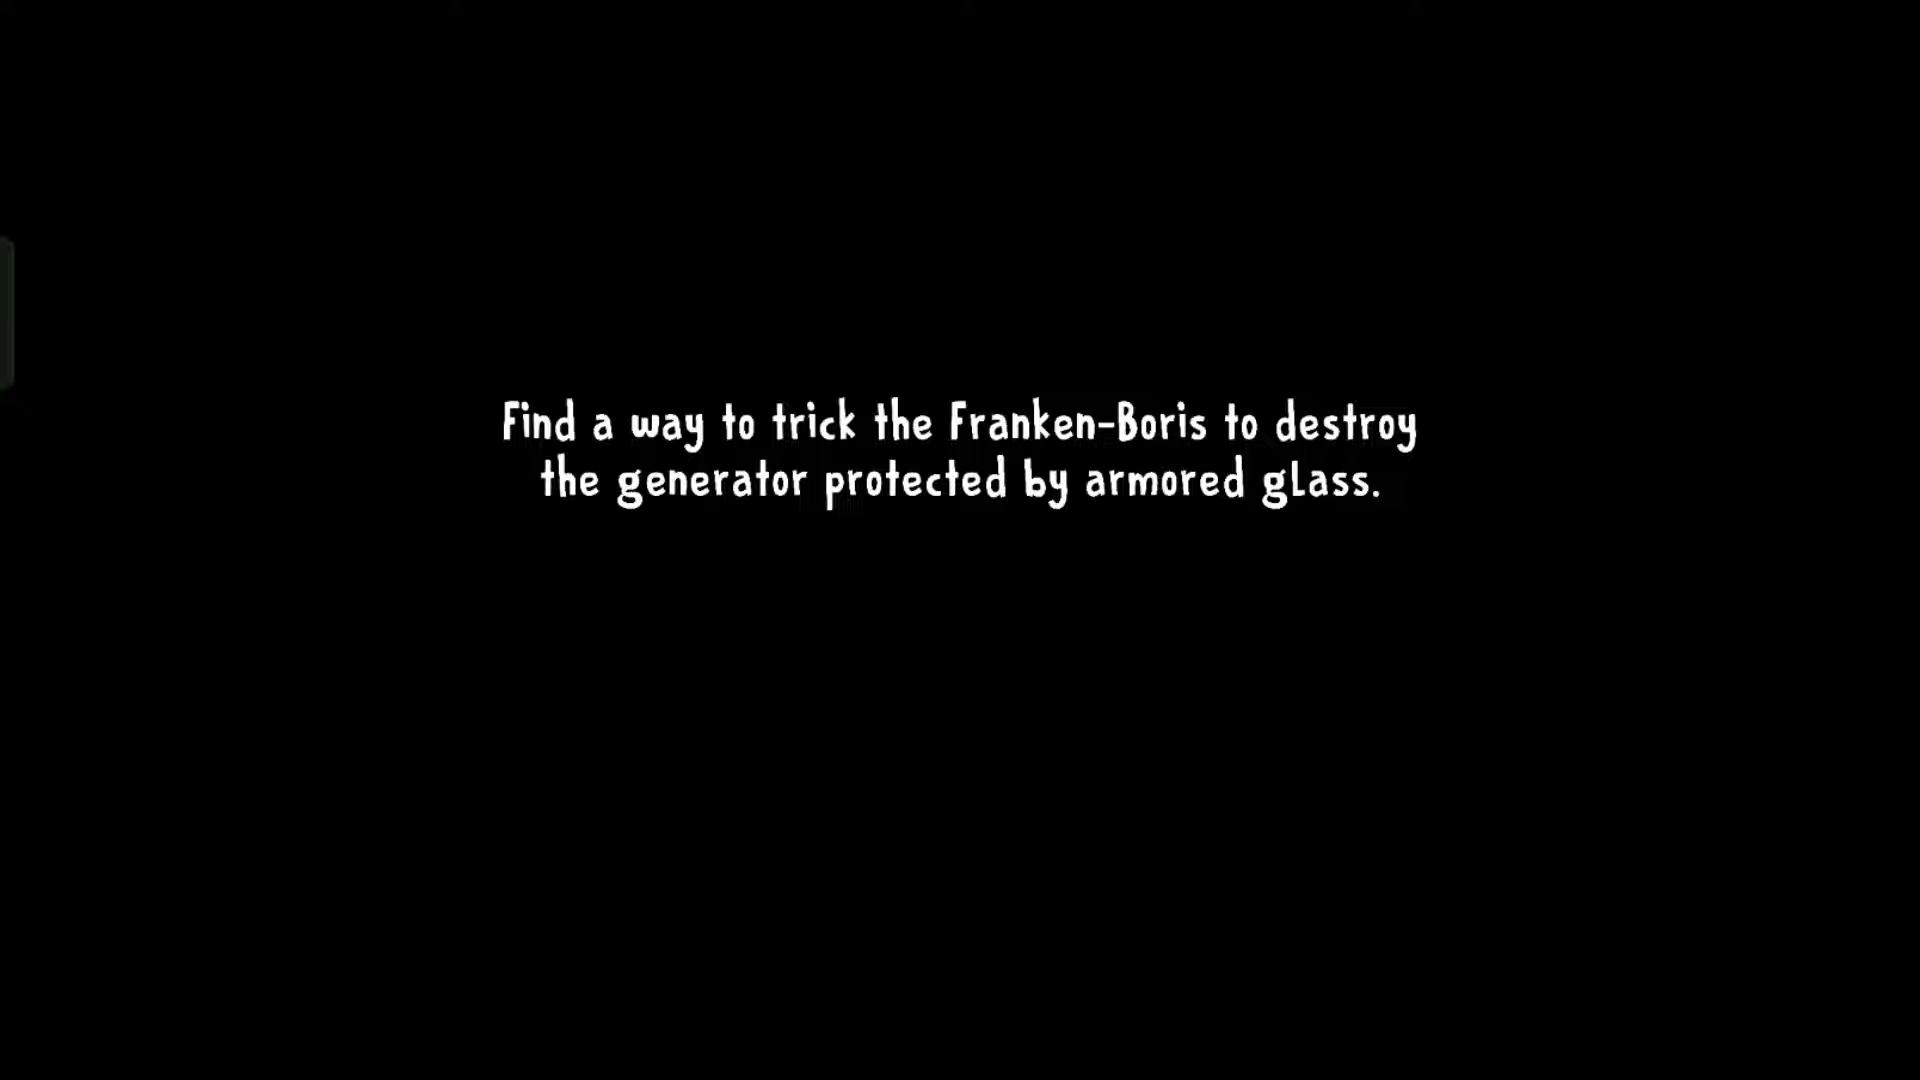 Find a way to trick the Franken-Boris to destroy
the generator protected by armored glass.